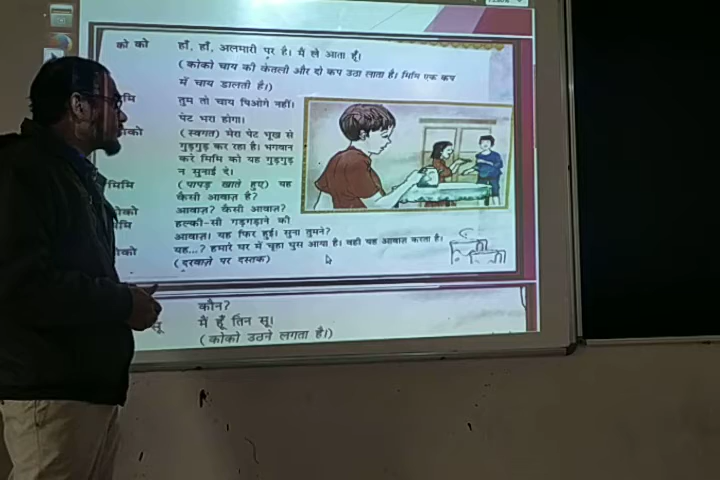 को को हाँ, हाँ, अलमारी पर है। मैं ले आता हूँ।
(कोको चाय की केतली और दो कप उठा लाता है। मिमि एक कप
में चाय डालती है।)
मि तुम तो चाय पिओगे नहीं।
पेट भरा होगा।
को (स्वगत) मेरा पेट भूख से
गुड़गुड़ कर रहा है। भगवान
करे मिमि को यह गुड़गुड़
न सुनाई दे।
मिमि (पापड़ खाते हुए) यह
कैसी आवाज़ है?
को आवाज़? कैसी आवाज़?
मि हल्की-सी गड़गड़ाने की
आवाज़। यह फिर हुई। सुना तुमने?
को यह...? हमारे घर में चूहा घुस आया है। वही यह आवाज़ करता है।
(दरवाज़े पर दस्तक)
कौन?
सू मैं हूँ तिन सू।
(कोको उठने लगता है।)